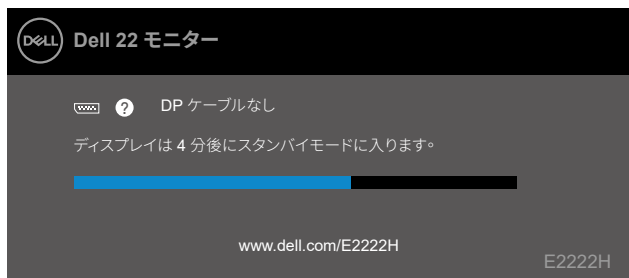 DELL Dell 22 モニター
? DP ケーブルなし
ディスプレイは 4 分後にスタンバイモードに入ります。
www.dell.com/E2222H
E2222H